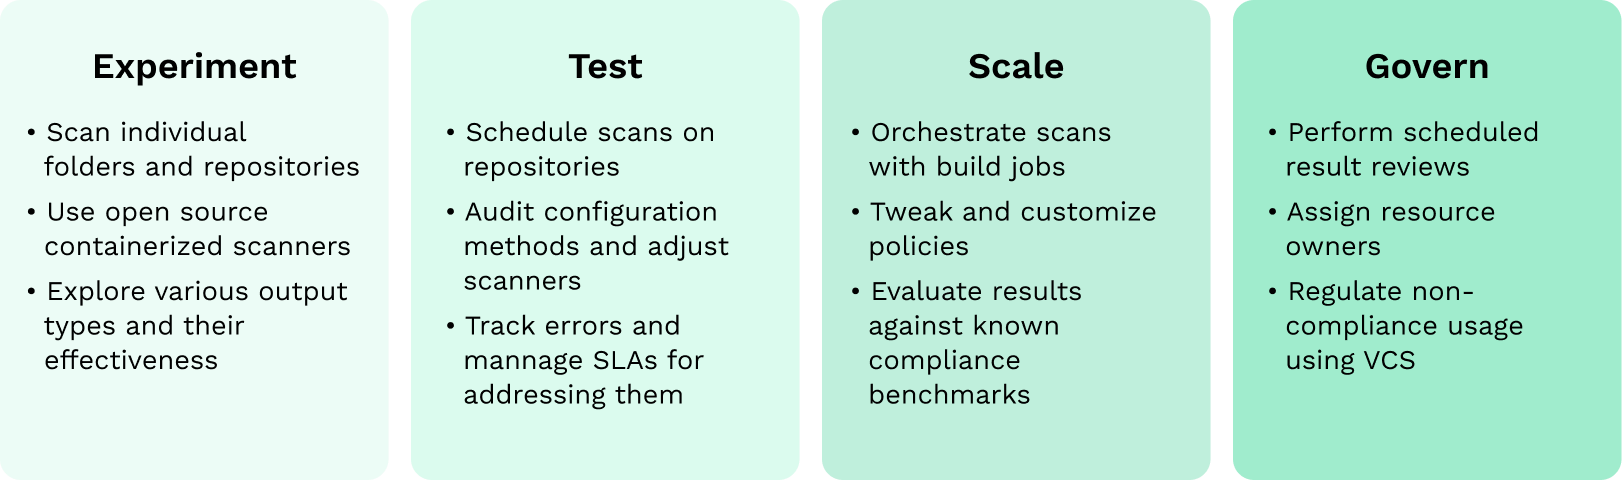 Experiment
• Scan individual
folders and repositories
• Use open source
containerized scanners
• Explore various output
types and their
effectiveness
Test
• Schedule scans on
repositories
• Audit configuration
methods and adjust
scanners
• Track errors and
mannage SLAs for
addressing them
Scale
• Orchestrate scans
with build jobs
• Tweak and customize
policies
• Evaluate results
against known
compliance
benchmarks
Govern
• Perform scheduled
result reviews
• Assign resource
owners
• Regulate non-
compliance usage
using VCS